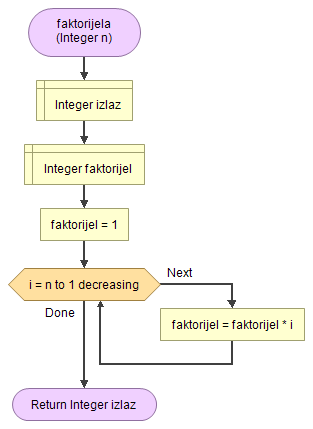 faktorijela
(Integer n)
Integer izlaz
Integer faktorijel
faktorijel = 1
i = n to 1 decreasing
Next
Done
faktorijel = faktorijel * i
Return Integer izlaz